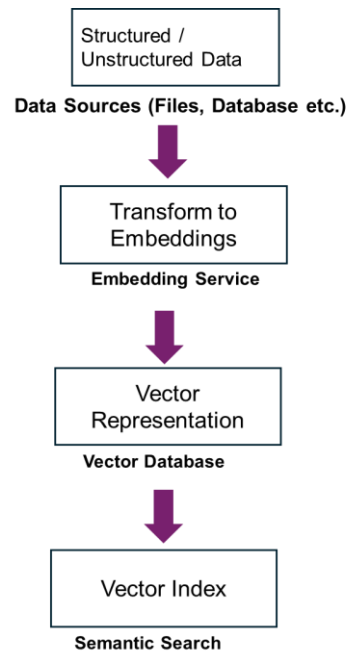 Structured /
Unstructured Data
Data Sources (Files, Database etc.)
Transform to
Embeddings
Embedding Service
Vector
Representation
Vector Database
Vector Index
Semantic Search